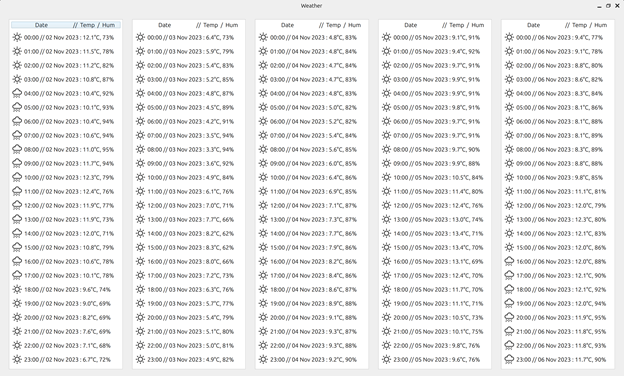 Weather
Date // Temp / Hum
00:00 // 02 Nov 2023 : 12.1°C, 73%
01:00 // 02 Nov 2023 : 11.5°C, 78%
02:00 // 02 Nov 2023 : 11.2°C, 82%
03:00 // 02 Nov 2023 : 10.8°C, 87%
04:00 // 02 Nov 2023 : 10.4°C, 92%
05:00 // 02 Nov 2023 : 10.1°C, 93%
06:00 // 02 Nov 2023 : 10.4°C, 94%
07:00 // 02 Nov 2023 : 10.6°C, 94%
08:00 // 02 Nov 2023 : 11.0°C, 95%
09:00 // 02 Nov 2023 : 11.7°C, 94%
10:00 // 02 Nov 2023 : 12.3°C, 79%
11:00 // 02 Nov 2023 : 12.4°C, 76%
12:00 // 02 Nov 2023 : 11.9°C, 77%
13:00 // 02 Nov 2023 : 11.9°C, 73%
14:00 // 02 Nov 2023 : 12.0°C, 71%
15:00 // 02 Nov 2023 : 10.8°C, 79%
16:00 // 02 Nov 2023 : 10.6°C, 78%
17:00 // 02 Nov 2023 : 10.1°C, 78%
18:00 // 02 Nov 2023 : 9.6°C, 74%
19:00 // 02 Nov 2023 : 9.0°C, 69%
20:00 // 02 Nov 2023 : 8.2°C, 69%
21:00 // 02 Nov 2023 : 7.6°C, 69%
22:00 // 02 Nov 2023 : 7.1°C, 68%
23:00 // 02 Nov 2023 : 6.7°C, 72%
Date // Temp / Hum
00:00 // 03 Nov 2023 : 6.4°C, 73%
01:00 // 03 Nov 2023 : 5.9°C, 79%
02:00 // 03 Nov 2023 : 5.4°C, 83%
03:00 // 03 Nov 2023 : 5.2°C, 85%
04:00 // 03 Nov 2023 : 4.8°C, 87%
05:00 // 03 Nov 2023 : 4.5°C, 89%
06:00 // 03 Nov 2023 : 4.2°C, 91%
07:00 // 03 Nov 2023 : 3.5°C, 94%
08:00 // 03 Nov 2023 : 3.3°C, 94%
09:00 // 03 Nov 2023 : 3.6°C, 92%
10:00 // 03 Nov 2023 : 4.9°C, 84%
11:00 // 03 Nov 2023 : 6.1°C, 76%
12:00 // 03 Nov 2023 : 7.0°C, 71%
13:00 // 03 Nov 2023 : 7.7°C, 66%
14:00 // 03 Nov 2023 : 8.2°C, 62%
15:00 // 03 Nov 2023 : 8.3°C, 62%
16:00 // 03 Nov 2023 : 8.0°C, 66%
17:00 // 03 Nov 2023 : 7.2°C, 73%
18:00 // 03 Nov 2023 : 6.3°C, 76%
19:00 // 03 Nov 2023 : 5.7°C, 77%
20:00 // 03 Nov 2023 : 5.4°C, 79%
21:00 // 03 Nov 2023 : 5.1°C, 80%
22:00 // 03 Nov 2023 : 5.0°C, 81%
23:00 // 03 Nov 2023 : 4.9°C, 82%
Date // Temp / Hum
00:00 // 04 Nov 2023 : 4.8°C, 83%
01:00 // 04 Nov 2023 : 4.8°C, 84%
02:00 // 04 Nov 2023 : 4.7°C, 84%
03:00 // 04 Nov 2023 : 4.7°C, 83%
04:00 // 04 Nov 2023 : 4.8°C, 83%
05:00 // 04 Nov 2023 : 5.0°C, 82%
06:00 // 04 Nov 2023 : 5.2°C, 82%
07:00 // 04 Nov 2023 : 5.4°C, 84%
08:00 // 04 Nov 2023 : 5.6°C, 85%
09:00 // 04 Nov 2023 : 6.0°C, 85%
10:00 // 04 Nov 2023 : 6.4°C, 86%
11:00 // 04 Nov 2023 : 6.9°C, 85%
12:00 // 04 Nov 2023 : 7.1°C, 87%
13:00 // 04 Nov 2023 : 7.3°C, 87%
14:00 // 04 Nov 2023 : 7.7°C, 86%
15:00 // 04 Nov 2023 : 7.9°C, 86%
16:00 // 04 Nov 2023 : 8.2°C, 86%
17:00 // 04 Nov 2023 : 8.4°C, 86%
18:00 // 04 Nov 2023 : 8.6°C, 87%
19:00 // 04 Nov 2023 : 8.9°C, 88%
20:00 // 04 Nov 2023 : 9.1°C, 88%
21:00 // 04 Nov 2023 : 9.3°C, 87%
22:00 // 04 Nov 2023 : 9.3°C, 88%
23:00 // 04 Nov 2023 : 9.2°C, 90%
Date // Temp / Hum
00:00 // 05 Nov 2023 : 9.1°C, 91%
01:00 // 05 Nov 2023 : 9.4°C, 92%
02:00 // 05 Nov 2023 : 9.7°C, 91%
03:00 // 05 Nov 2023 : 9.7°C, 91%
04:00 // 05 Nov 2023 : 9.9°C, 91%
05:00 // 05 Nov 2023 : 9.8°C, 91%
06:00 // 05 Nov 2023 : 9.7°C, 91%
07:00 // 05 Nov 2023 : 9.7°C, 91%
08:00 // 05 Nov 2023 : 9.7°C, 90%
09:00 // 05 Nov 2023 : 9.9°C, 88%
10:00 // 05 Nov 2023 : 10.5°C, 84%
11:00 // 05 Nov 2023 : 11.4°C, 80%
12:00 // 05 Nov 2023 : 12.4°C, 76%
13:00 // 05 Nov 2023 : 13.0°C, 74%
14:00 // 05 Nov 2023 : 13.4°C, 71%
15:00 // 05 Nov 2023 : 13.4°C, 70%
16:00 // 05 Nov 2023 : 13.1°C, 69%
17:00 // 05 Nov 2023 : 12.4°C, 70%
18:00 // 05 Nov 2023 : 11.7°C, 70%
19:00 // 05 Nov 2023 : 11.1°C, 71%
20:00 // 05 Nov 2023 : 10.5°C, 73%
21:00 // 05 Nov 2023 : 10.1°C, 75%
22:00 // 05 Nov 2023 : 9.8°C, 76%
23:00 // 05 Nov 2023 : 9.6°C, 76%
Date // Temp / Hum
00:00 // 06 Nov 2023 : 9.4°C, 77%
01:00 // 06 Nov 2023 : 9.1°C, 78%
02:00 // 06 Nov 2023 : 8.8°C, 80%
03:00 // 06 Nov 2023 : 8.6°C, 82%
04:00 // 06 Nov 2023 : 8.3°C, 84%
05:00 // 06 Nov 2023 : 8.1°C, 86%
06:00 // 06 Nov 2023 : 8.1°C, 88%
07:00 // 06 Nov 2023 : 8.1°C, 89%
08:00 // 06 Nov 2023 : 8.3°C, 89%
09:00 // 06 Nov 2023 : 8.8°C, 88%
10:00 // 06 Nov 2023 : 9.8°C, 85%
11:00 // 06 Nov 2023 : 11.1°C, 81%
12:00 // 06 Nov 2023 : 12.0°C, 79%
13:00 // 06 Nov 2023 : 12.3°C, 80%
14:00 // 06 Nov 2023 : 12.1°C, 83%
15:00 // 06 Nov 2023 : 12.0°C, 86%
16:00 // 06 Nov 2023 : 12.0°C, 88%
17:00 // 06 Nov 2023 : 12.1°C, 90%
18:00 // 06 Nov 2023 : 12.1°C, 92%
19:00 // 06 Nov 2023 : 12.0°C, 94%
20:00 // 06 Nov 2023 : 11.9°C, 95%
21:00 // 06 Nov 2023 : 11.8°C, 95%
22:00 // 06 Nov 2023 : 11.8°C, 93%
23:00 // 06 Nov 2023 : 11.7°C, 90%